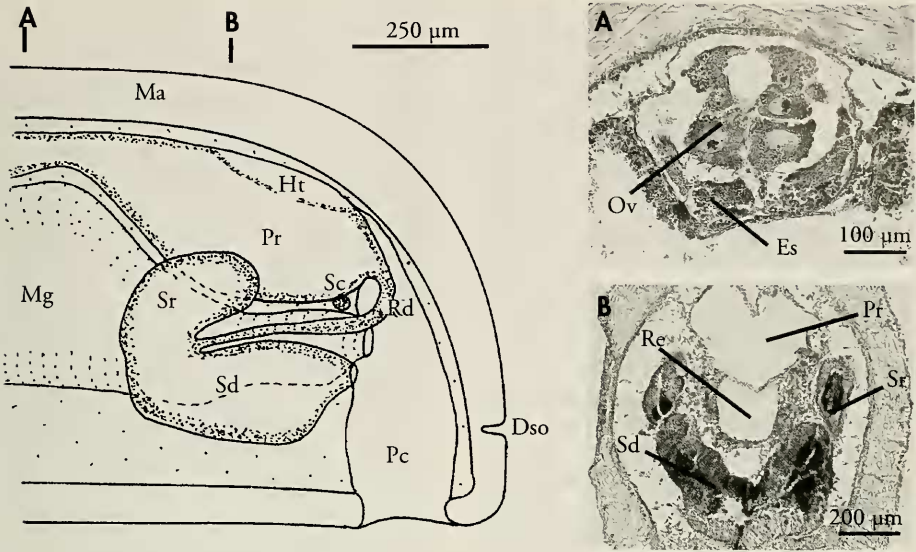 A
B
250 µm
Ma
Ht
Pr
Sc
Mg
Sr
Rd
Sd
Pc
Dso
A
Ov
Es
100 µm
B
Pr
Re
Sr
Sd
200 µm